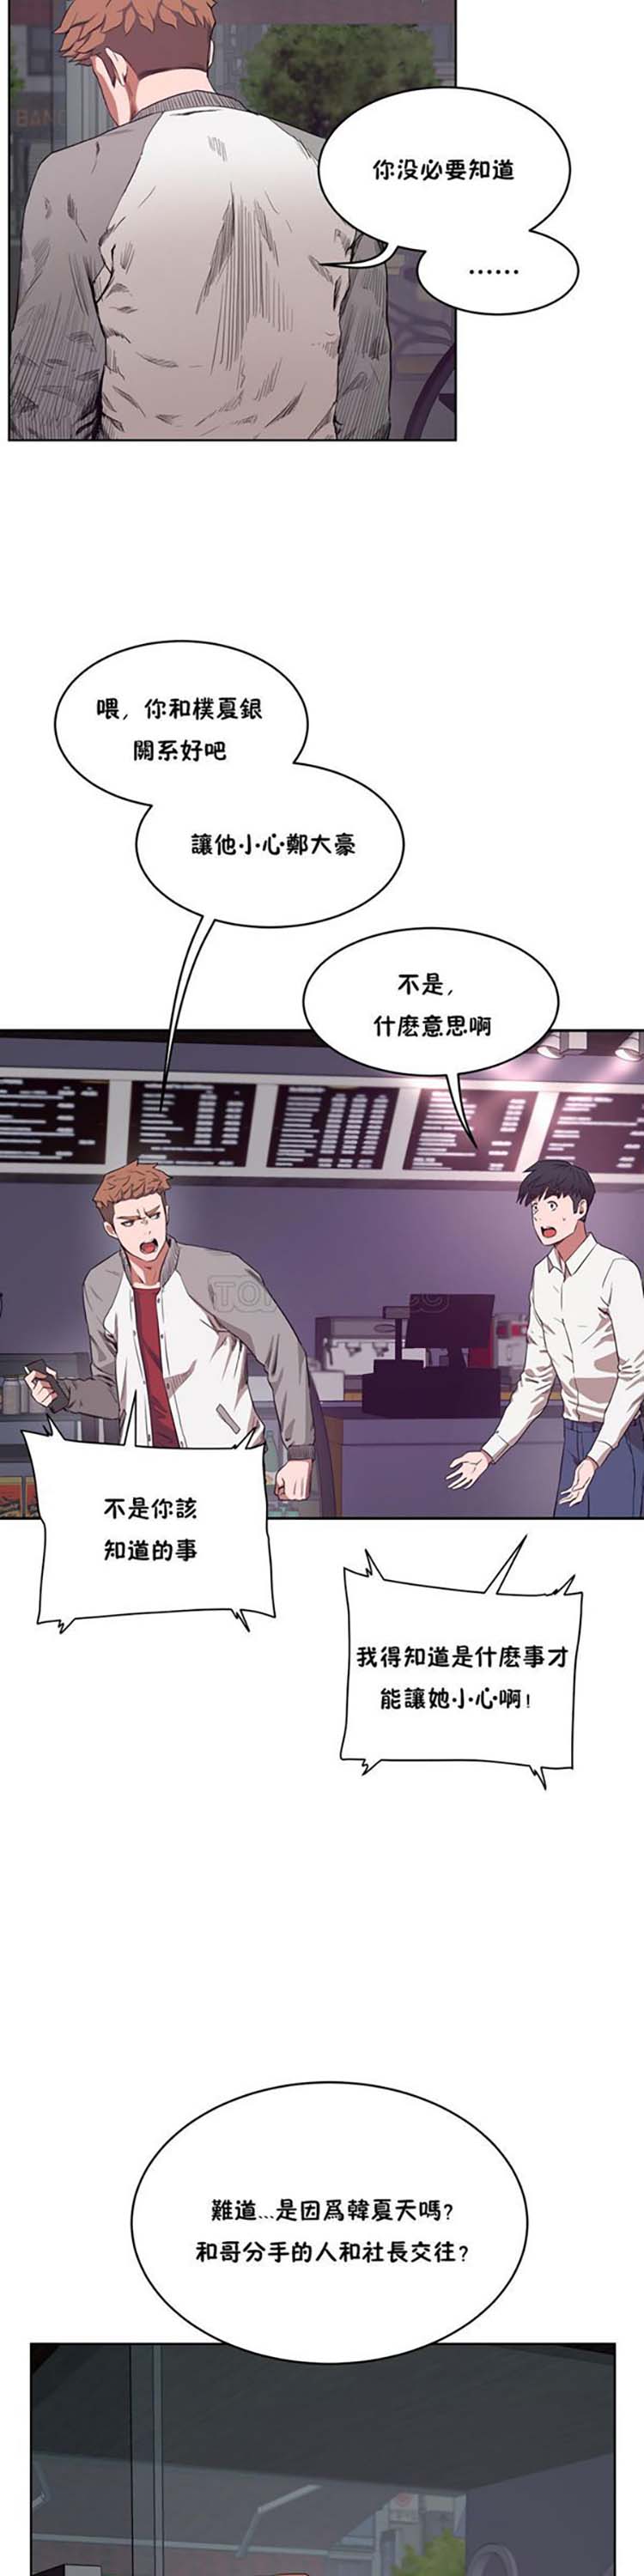 BAN
你没必要知道
......
喂，你和樸夏銀
關系好吧
讓他小心鄭大豪
不是，
什麽意思啊
不是你該
知道的事
我得知道是什麽事才
能讓她小心啊!
難道...是因爲韓夏天嗎?
和哥分手的人和社長交往?